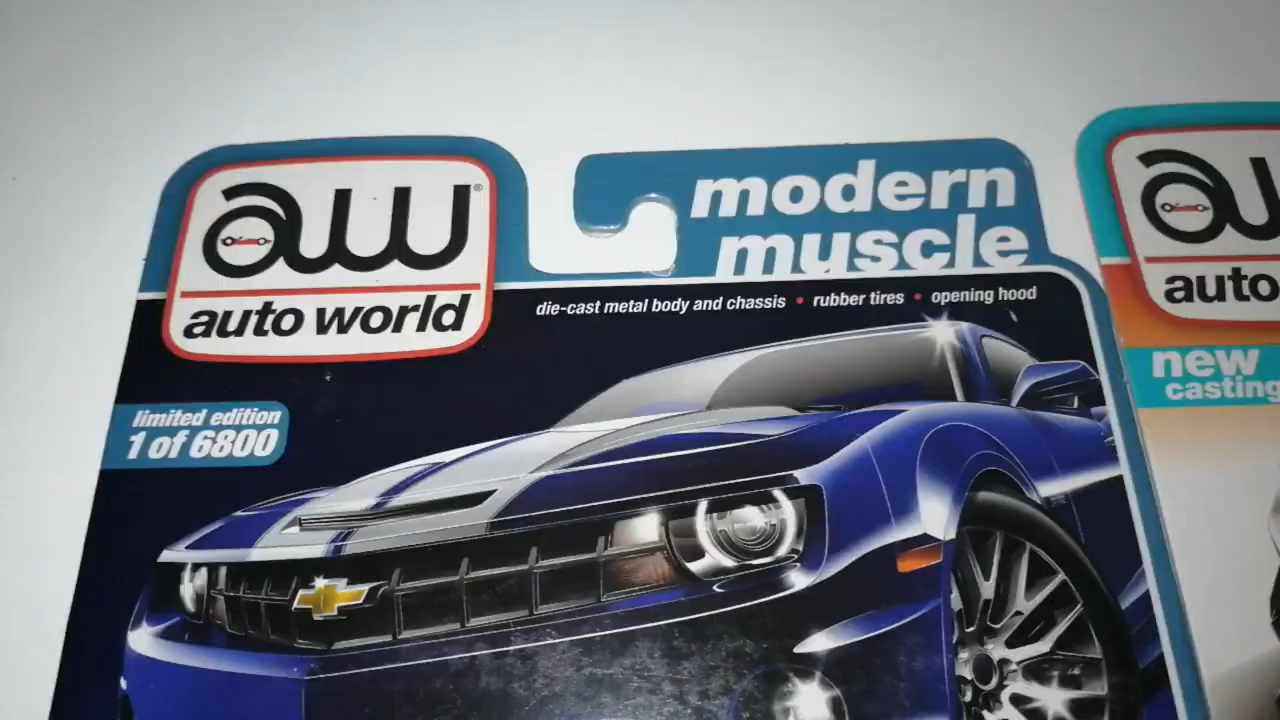 aw®
auto world
modern
muscle
die-cast metal body and chassis • rubber tires • opening hood
limited edition
1 of 6800
auto
new
casting